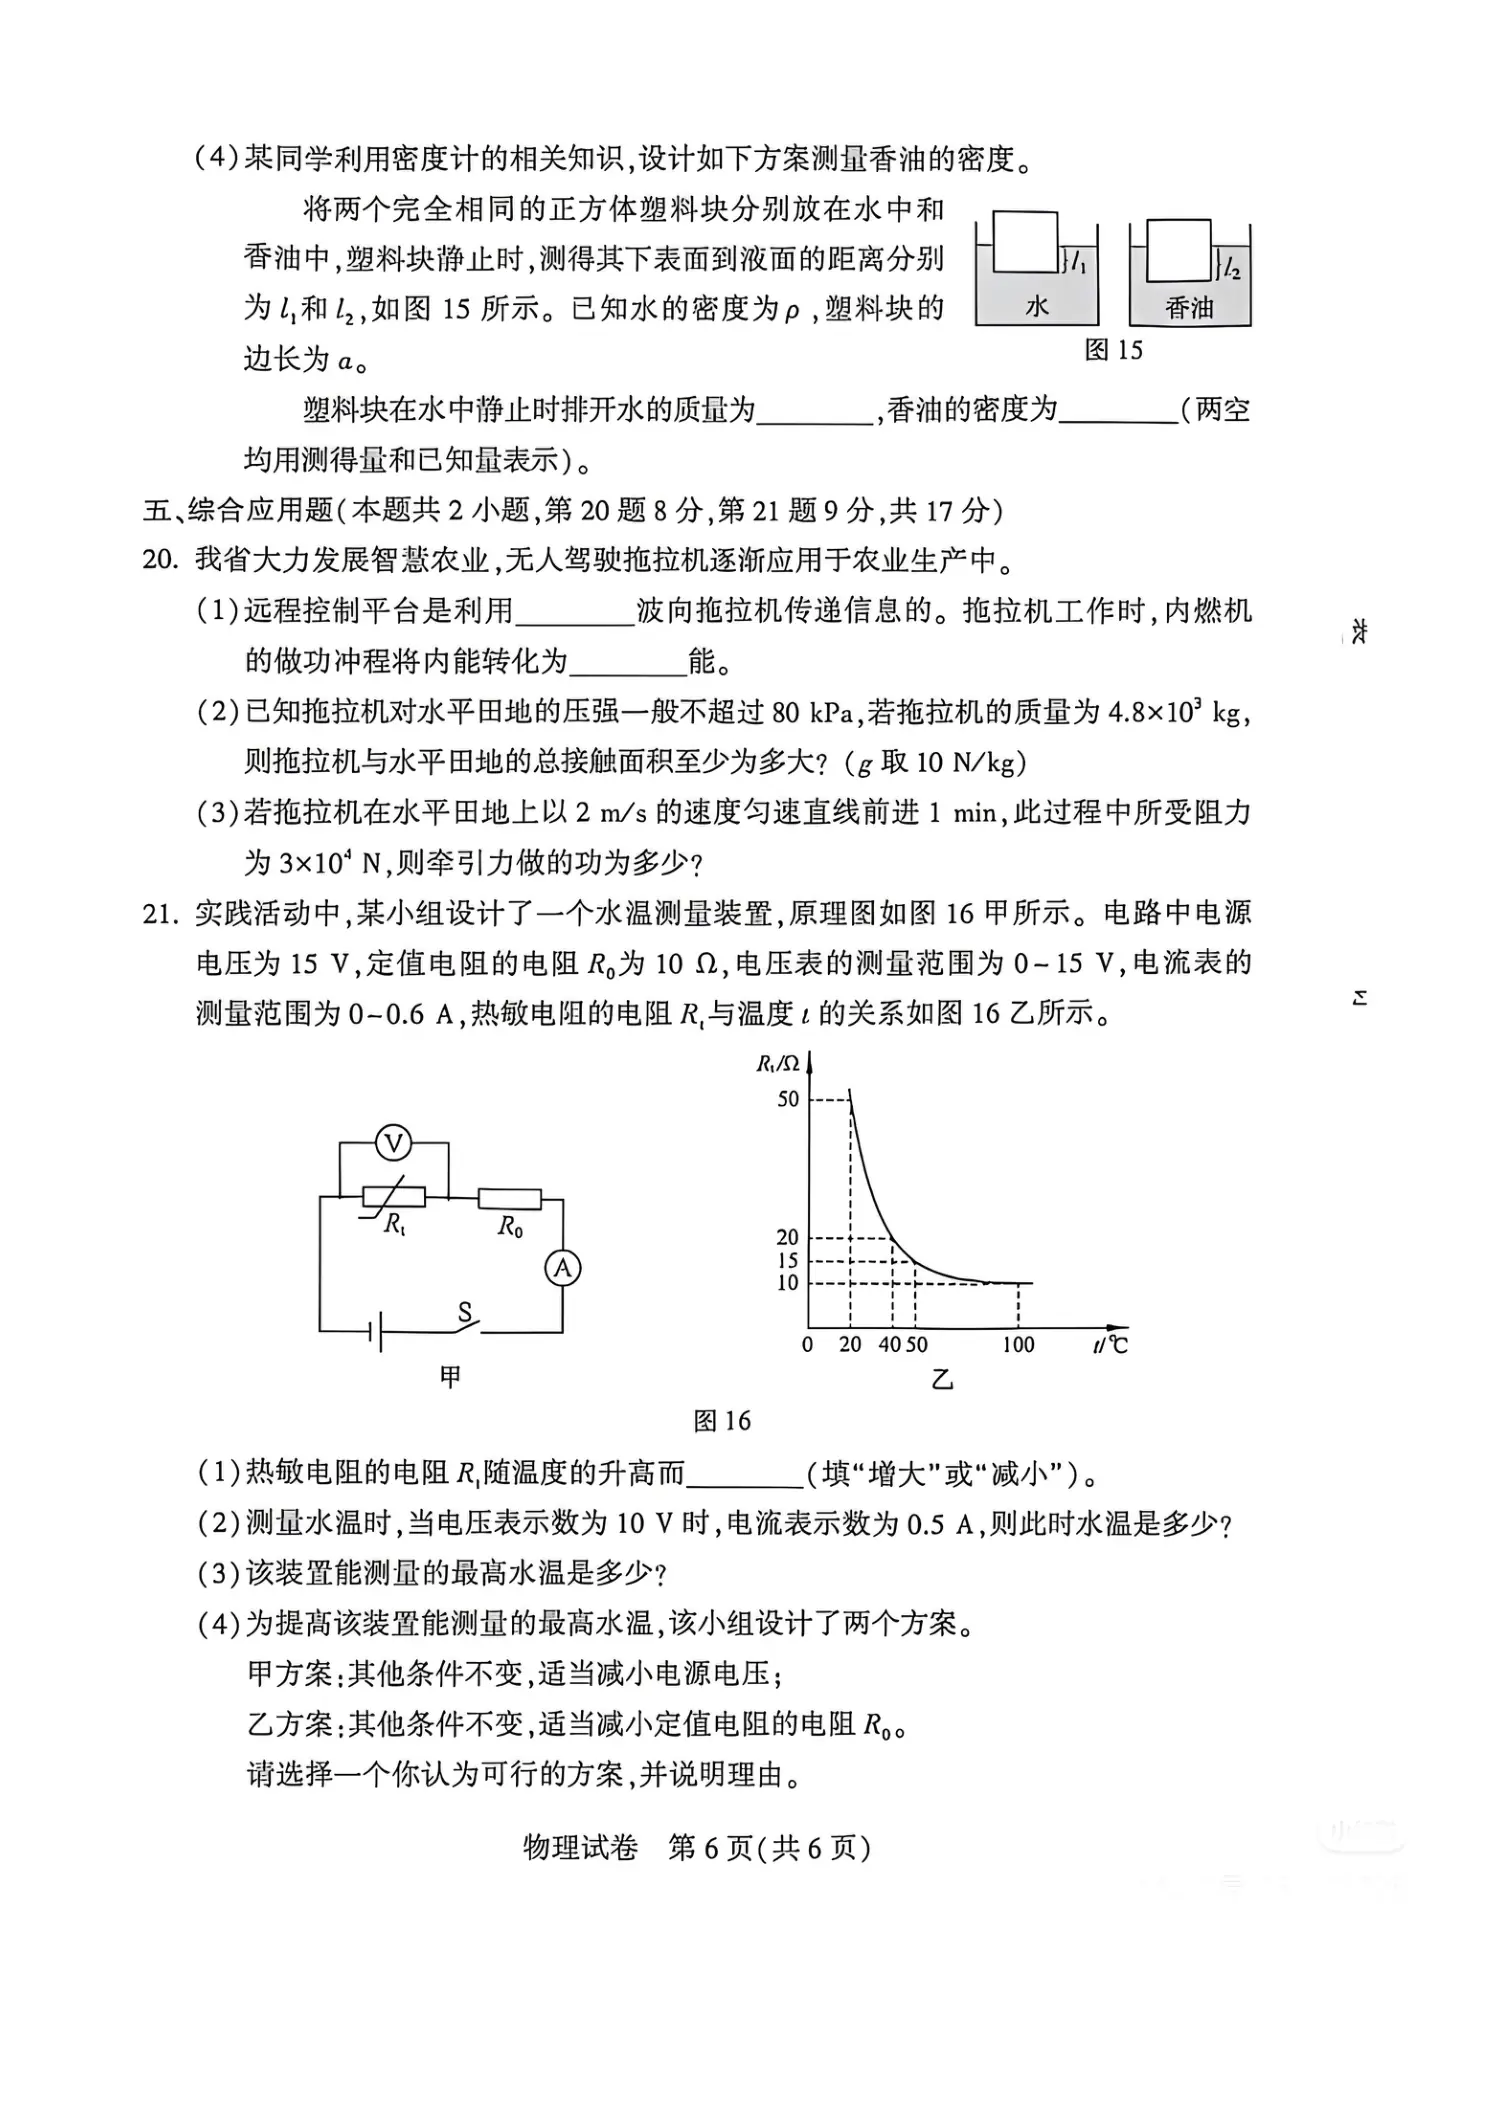 (4)某同学利用密度计的相关知识,设计如下方案测量香油的密度。
将两个完全相同的正方体塑料块分别放在水中和
香油中,塑料块静止时,测得其下表面到液面的距离分别
为l₁和l₂,如图15所示。已知水的密度为ρ,塑料块的
边长为a。
l₁
水
l₂
香油
图15
塑料块在水中静止时排开水的质量为________,香油的密度为________(两空
均用测得量和已知量表示)。
五、综合应用题(本题共2小题,第20题8分,第21题9分,共17分)
20. 我省大力发展智慧农业,无人驾驶拖拉机逐渐应用于农业生产中。
(1)远程控制平台是利用________波向拖拉机传递信息的。拖拉机工作时,内燃机
的做功冲程将内能转化为________能。
(2)已知拖拉机对水平田地的压强一般不超过80 kPa,若拖拉机的质量为4.8×10³ kg,
则拖拉机与水平田地的总接触面积至少为多大?(g取10 N/kg)
(3)若拖拉机在水平田地上以2 m/s的速度匀速直线前进1 min,此过程中所受阻力
为3×10⁴ N,则牵引力做的功为多少?
21. 实践活动中,某小组设计了一个水温测量装置,原理图如图16甲所示。电路中电源
电压为15 V,定值电阻的电阻R₀为10 Ω,电压表的测量范围为0~15 V,电流表的
测量范围为0~0.6 A,热敏电阻的电阻Rₜ与温度t的关系如图16乙所示。
V
Rₜ
R₀
A
S
甲
Rₜ/Ω
50
20
15
10
0 20 40 50 100 t/℃
乙
图16
(1)热敏电阻的电阻Rₜ随温度的升高而________(填“增大”或“减小”)。
(2)测量水温时,当电压表示数为10 V时,电流表示数为0.5 A,则此时水温是多少?
(3)该装置能测量的最高水温是多少?
(4)为提高该装置能测量的最高水温,该小组设计了两个方案。
甲方案:其他条件不变,适当减小电源电压;
乙方案:其他条件不变,适当减小定值电阻的电阻R₀。
请选择一个你认为可行的方案,并说明理由。
物理试卷 第6页(共6页)